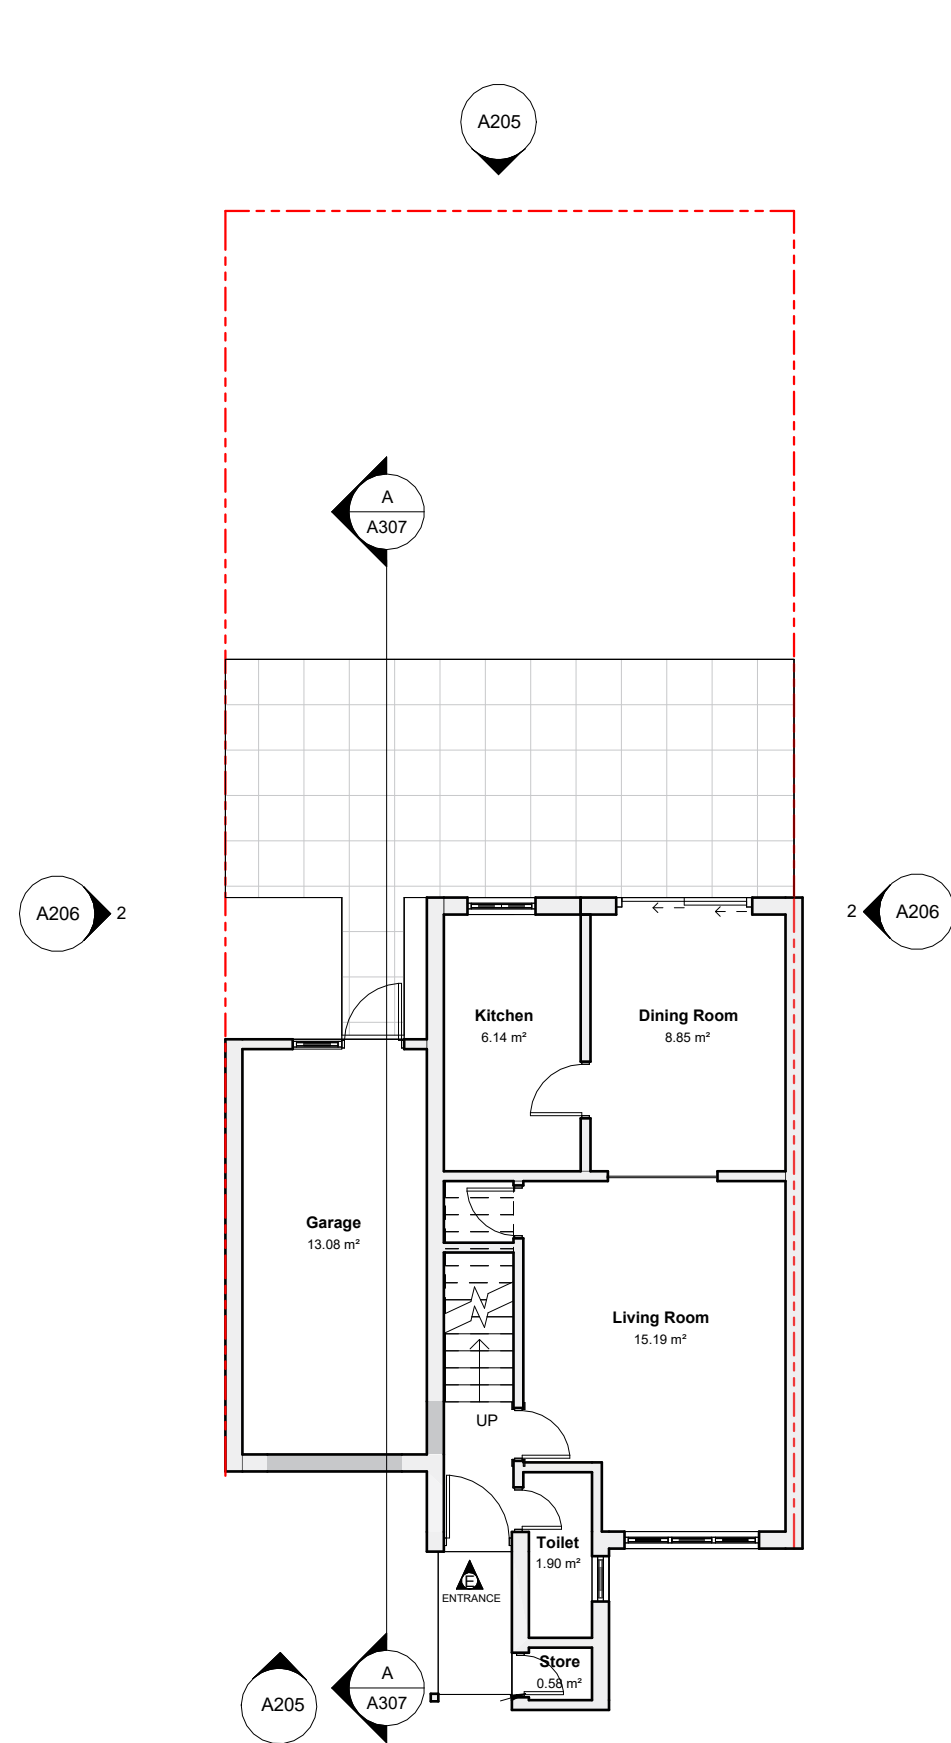 A205
A
A307
A206
2
2
A206
Kitchen
6.14 m²
Dining Room
8.85 m²
Garage
13.08 m²
Living Room
15.19 m²
UP
Toilet
1.90 m²
E
ENTRANCE
Store
0.58 m²
A205
A
A307